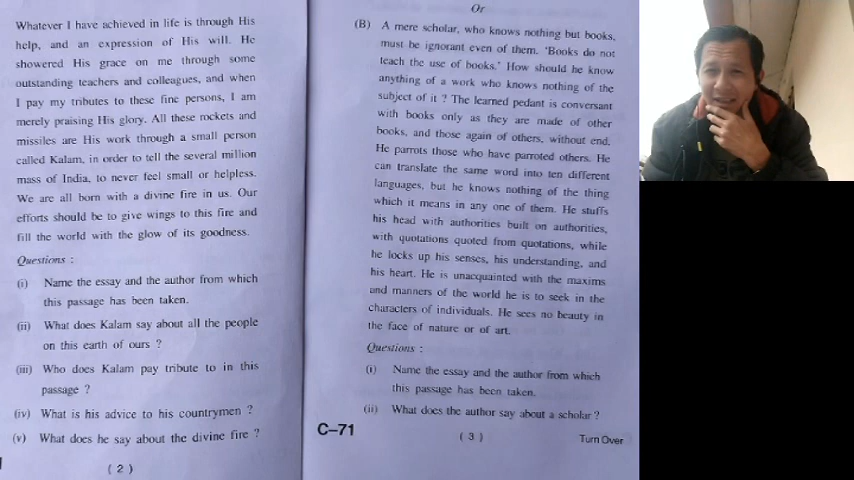 Whatever I have achieved in life is through His
help, and an expression of His will. He
showered His grace on me through some
outstanding teachers and colleagues, and when
I pay my tributes to these fine persons, I am
merely praising His glory. All these rockets and
missiles are His work through a small person
called Kalam, in order to tell the several million
mass of India, to never feel small or helpless.
We are all born with a divine fire in us. Our
efforts should be to give wings to this fire and
fill the world with the glow of its goodness.
Questions :
(i) Name the essay and the author from which
this passage has been taken.
(ii) What does Kalam say about all the people
on this earth of ours ?
(iii) Who does Kalam pay tribute to in this
passage ?
(iv) What is his advice to his countrymen ?
(v) What does he say about the divine fire ?
( 2 )
Or
(B) A mere scholar, who knows nothing but books,
must be ignorant even of them. 'Books do not
teach the use of books.' How should he know
anything of a work who knows nothing of the
subject of it ? The learned pedant is conversant
with books only as they are made of other
books, and those again of others, without end.
He parrots those who have parroted others. He
can translate the same word into ten different
languages, but he knows nothing of the thing
which it means in any one of them. He stuffs
his head with authorities built on authorities,
with quotations quoted from quotations, while
he locks up his senses, his understanding, and
his heart. He is unacquainted with the maxims
and manners of the world he is to seek in the
characters of individuals. He sees no beauty in
the face of nature or of art.
Questions :
(i) Name the essay and the author from which
this passage has been taken.
(ii) What does the author say about a scholar ?
C–71
( 3 )
Turn Over